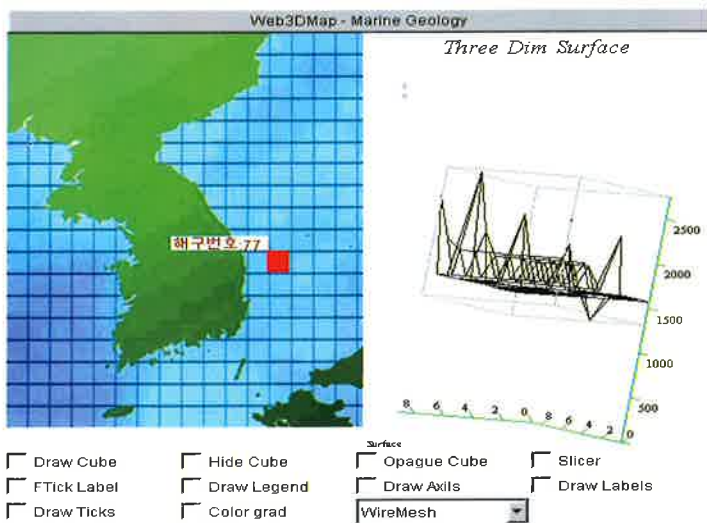 Web3DMap - Marine Geology
Three Dim Surface
해구번호:77
2500
2000
1500
1000
500
0
8 6 4 2 0 8 6 4 2
Surface
Draw Cube Hide Cube Opague Cube Slicer
FTick Label Draw Legend Draw Axils Draw Labels
Draw Ticks Color grad WireMesh